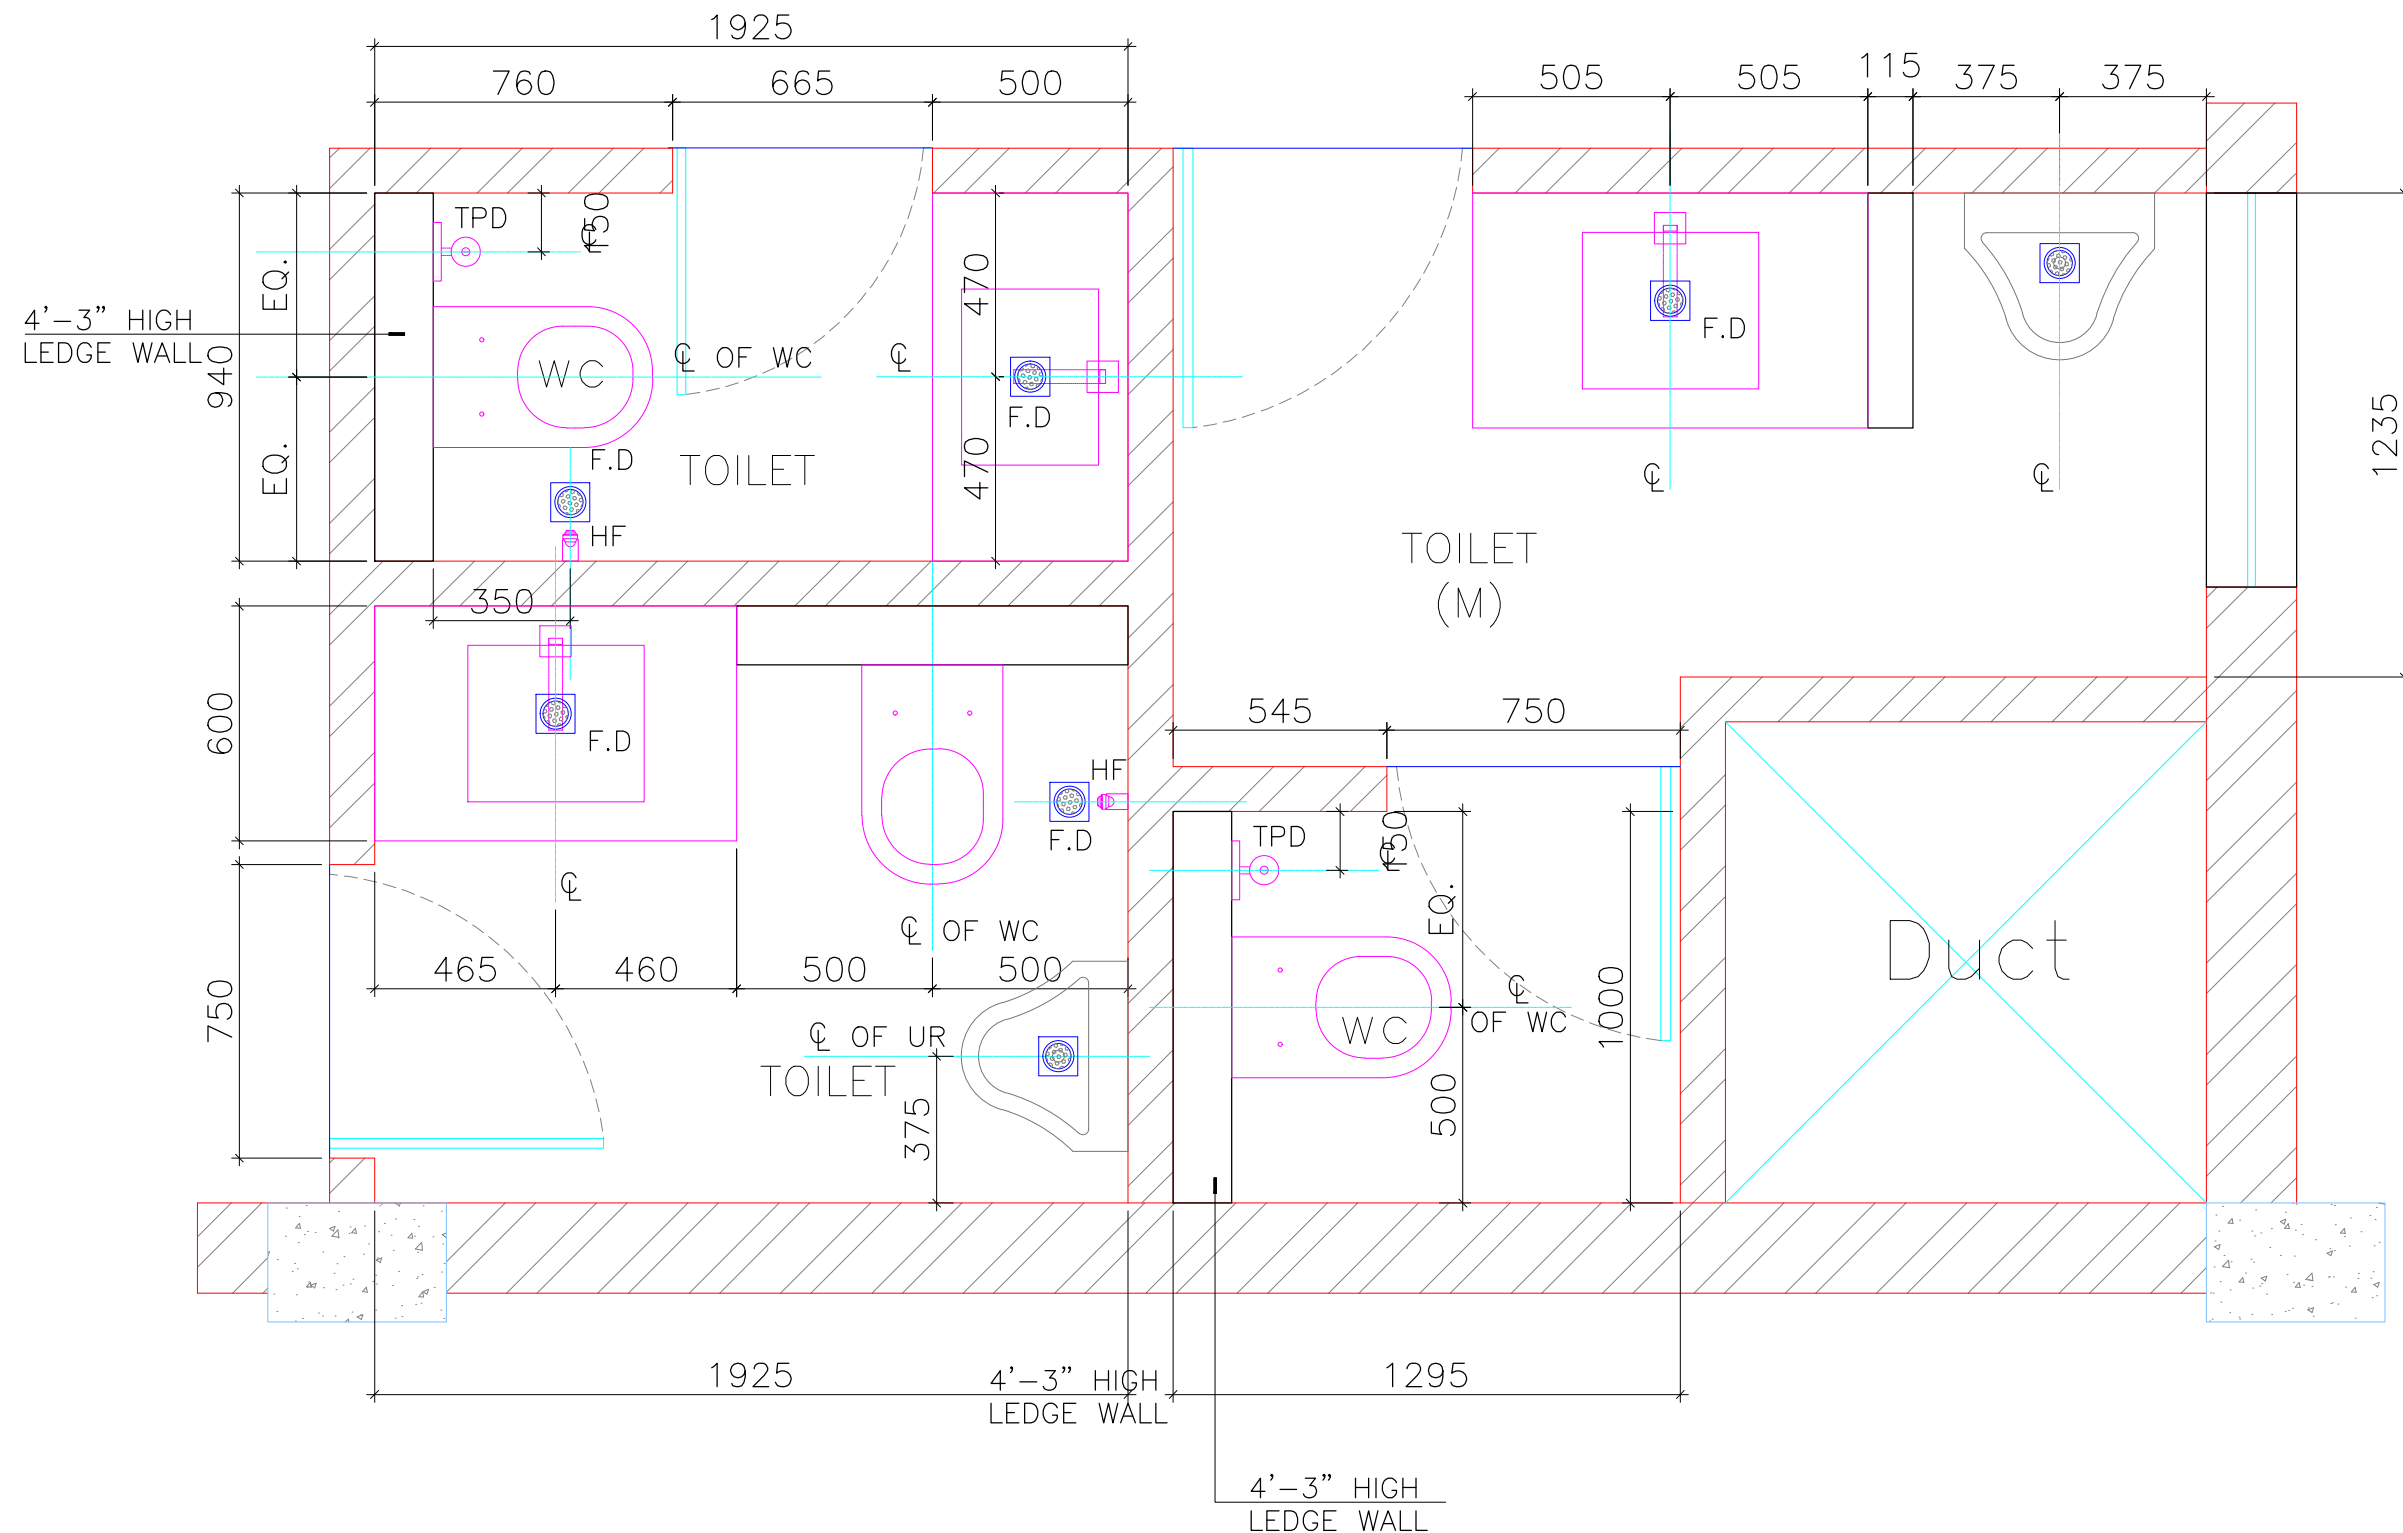 1925
760
665
500
505
505
115
375
375
TPD
150
℄
EQ.
470
F.D
4'-3" HIGH
LEDGE WALL
940
WC
℄ OF WC
℄
F.D
1235
EQ.
F.D
TOILET
470
℄
℄
HF
TOILET
(M)
350
600
F.D
545
750
HF
F.D
TPD
150
℄
℄
EQ.
℄ OF WC
Duct
465
460
500
500
750
℄
OF WC
1000
WC
℄ OF UR
TOILET
375
500
1925
4'-3" HIGH
LEDGE WALL
1295
4'-3" HIGH
LEDGE WALL